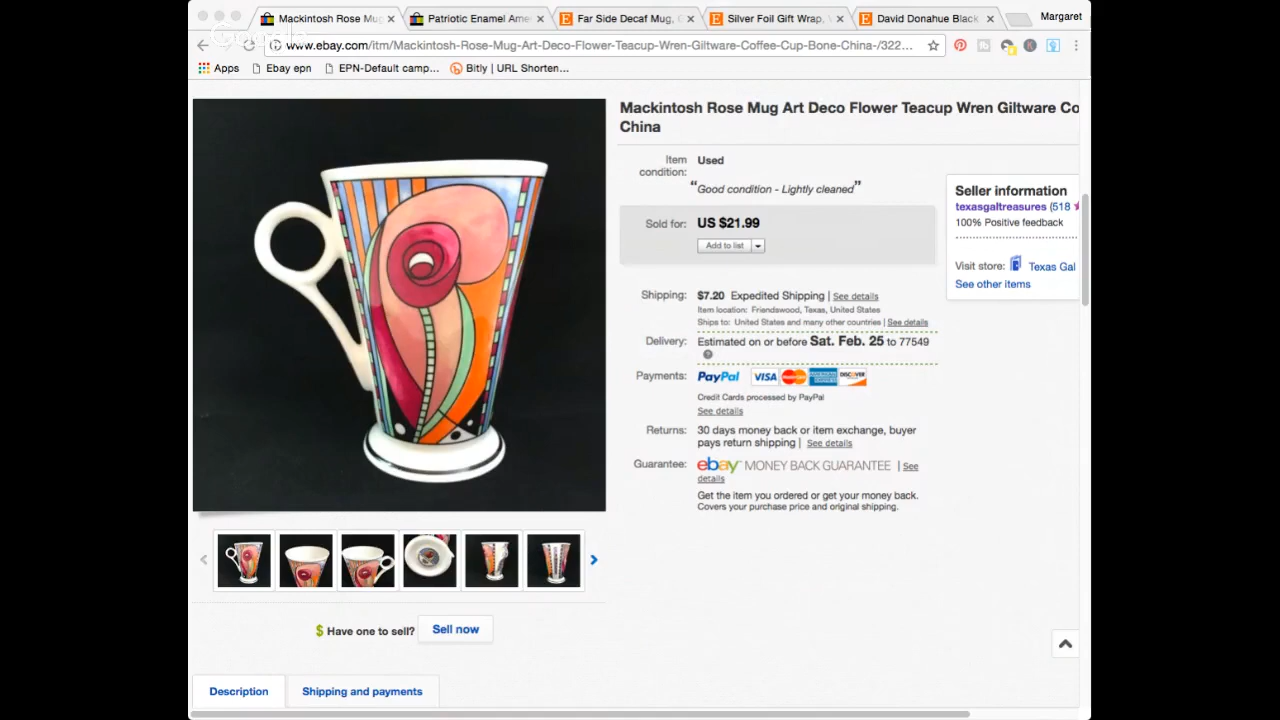 Mackintosh Rose Mug
Patriotic Enamel Ame
Far Side Decaf Mug,
Silver Foil Gift Wrap,
David Donahue Black
Margaret
Google
www.ebay.com/itm/Mackintosh-Rose-Mug-Art-Deco-Flower-Teacup-Wren-Giltware-Coffee-Cup-Bone-China-/322...
Apps
Ebay epn
EPN-Default camp...
Bitly | URL Shorten...
Mackintosh Rose Mug Art Deco Flower Teacup Wren Giltware Co
China
Item condition: Used
"Good condition - Lightly cleaned"
Sold for: US $21.99
Add to list
Seller information
texasgaltreasures (518
100% Positive feedback
Visit store: Texas Gal
See other items
Shipping: $7.20 Expedited Shipping | See details
Item location: Friendswood, Texas, United States
Ships to: United States and many other countries | See details
Delivery: Estimated on or before Sat. Feb. 25 to 77549
Payments: PayPal VISA MasterCard AMERICAN EXPRESS DISCOVER
Credit Cards processed by PayPal
See details
Returns: 30 days money back or item exchange, buyer
pays return shipping | See details
Guarantee: ebay MONEY BACK GUARANTEE | See
details
Get the item you ordered or get your money back.
Covers your purchase price and original shipping.
$ Have one to sell? Sell now
Description
Shipping and payments